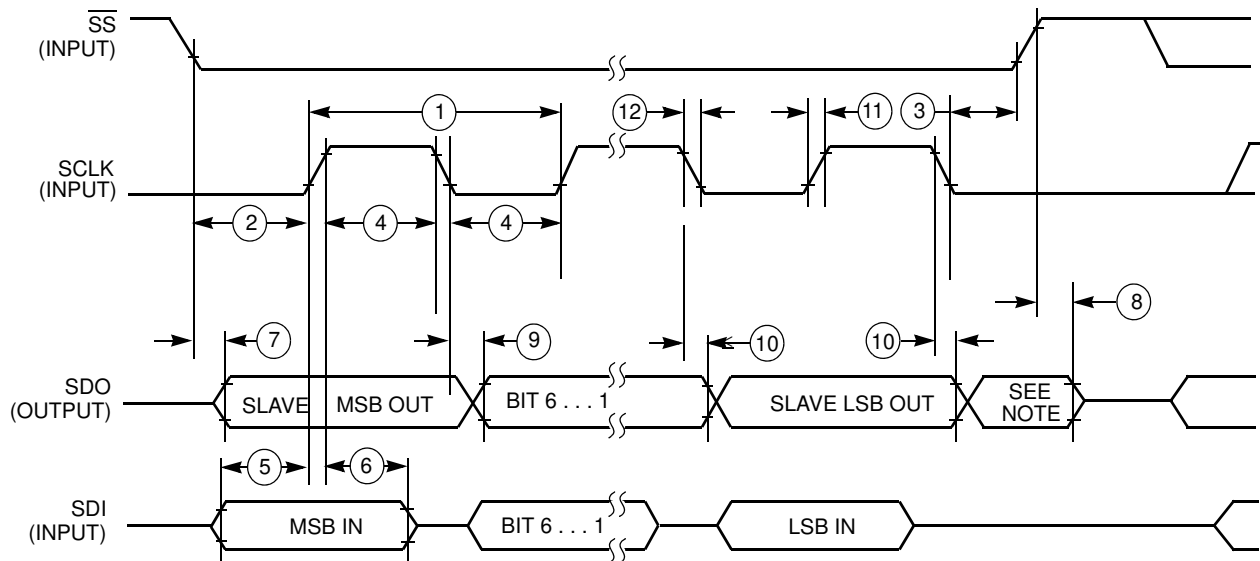 SS
(INPUT)
1
12
11
3
SCLK
(INPUT)
2
4
4
8
7
9
10
10
SDO
(OUTPUT)
SLAVE MSB OUT
BIT 6 . . . 1
SLAVE LSB OUT
SEE
NOTE
5
6
SDI
(INPUT)
MSB IN
BIT 6 . . . 1
LSB IN